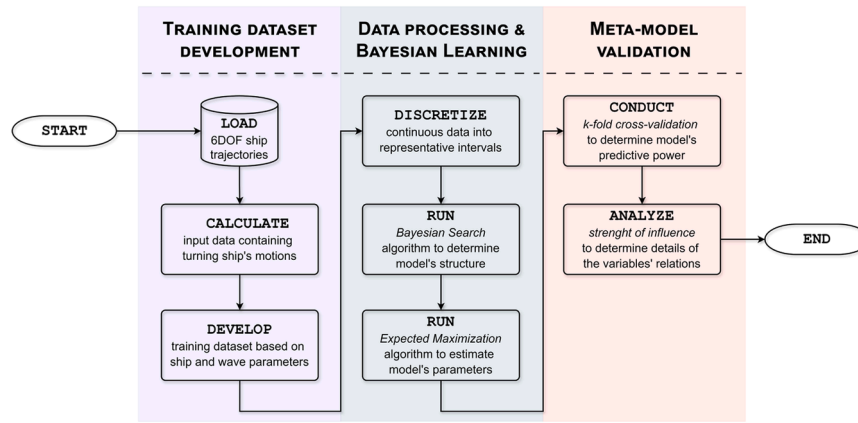 TRAINING DATASET
DEVELOPMENT
DATA PROCESSING &
BAYESIAN LEARNING
META-MODEL
VALIDATION
START
LOAD
6DOF ship
trajectories
CALCULATE
input data containing
turning ship's motions
DEVELOP
training dataset based on
ship and wave parameters
DISCRETIZE
continuous data into
representative intervals
RUN
Bayesian Search
algorithm to determine
model's structure
RUN
Expected Maximization
algorithm to estimate
model's parameters
CONDUCT
k-fold cross-validation
to determine model's
predictive power
ANALYZE
strenght of influence
to determine details of
the variables' relations
END